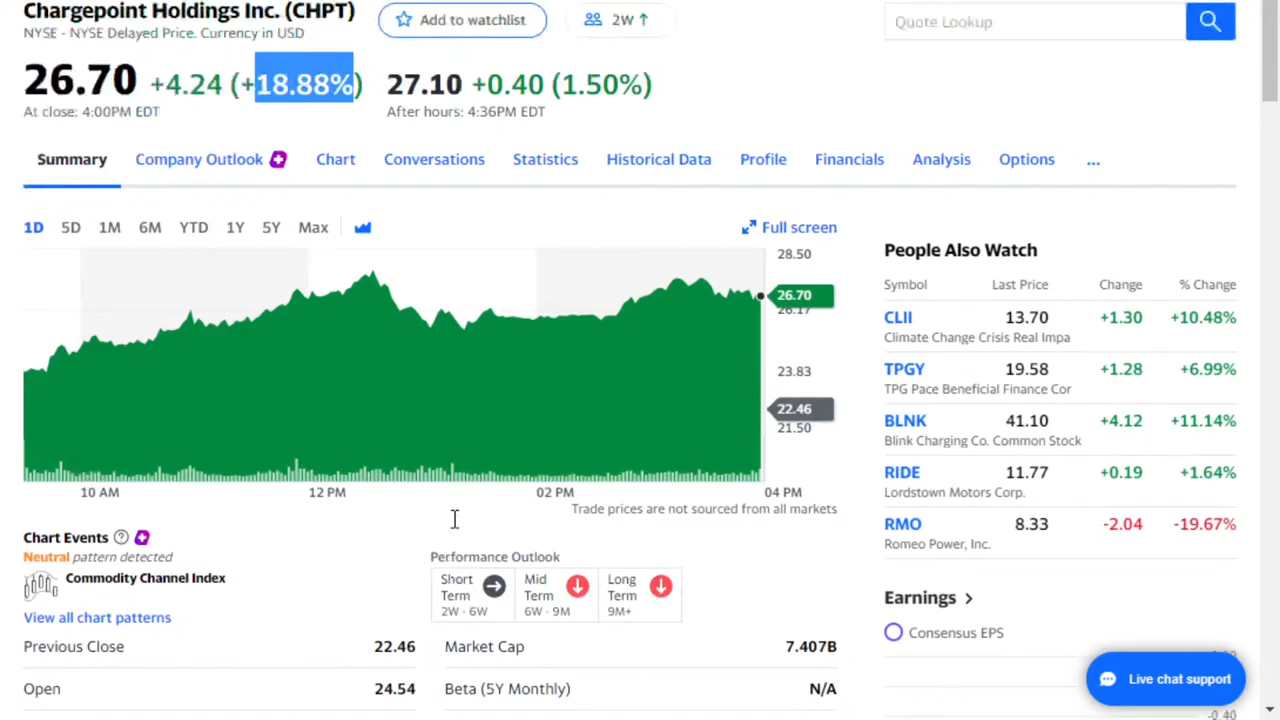 Chargepoint Holdings Inc. (CHPT)
NYSE - NYSE Delayed Price. Currency in USD
Add to watchlist
2W ↑
Quote Lookup
26.70 +4.24 (+18.88%)
At close: 4:00PM EDT
27.10 +0.40 (1.50%)
After hours: 4:36PM EDT
Summary Company Outlook Chart Conversations Statistics Historical Data Profile Financials Analysis Options ...
1D 5D 1M 6M YTD 1Y 5Y Max
Full screen
28.50
26.70
26.17
23.83
22.46
21.50
10 AM 12 PM 02 PM 04 PM
Trade prices are not sourced from all markets
Chart Events ?
Neutral pattern detected
Commodity Channel Index
View all chart patterns
Performance Outlook
Short Term 2W - 6W
Mid Term 6W - 9M
Long Term 9M+
Previous Close 22.46
Open 24.54
Market Cap 7.407B
Beta (5Y Monthly) N/A
People Also Watch
Symbol Last Price Change % Change
CLII 13.70 +1.30 +10.48%
Climate Change Crisis Real Impa
TPGY 19.58 +1.28 +6.99%
TPG Pace Beneficial Finance Cor
BLNK 41.10 +4.12 +11.14%
Blink Charging Co. Common Stock
RIDE 11.77 +0.19 +1.64%
Lordstown Motors Corp.
RMO 8.33 -2.04 -19.67%
Romeo Power, Inc.
Earnings >
Consensus EPS
Live chat support
-0.40